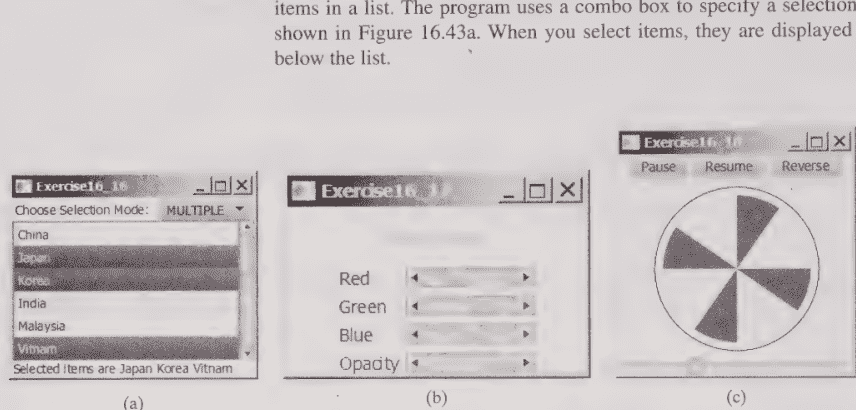 items in a list. The program uses a combo box to specify a selection
shown in Figure 16.43a. When you select items, they are displayed
below the list.
Exercise16_16
Choose Selection Mode: MULTIPLE
China
Japan
Korea
India
Malaysia
Vitnam
Selected Items are Japan Korea Vitnam
(a)
Exercise16_17
Red
Green
Blue
Opacity
(b)
Exercise16_18
Pause Resume Reverse
(c)